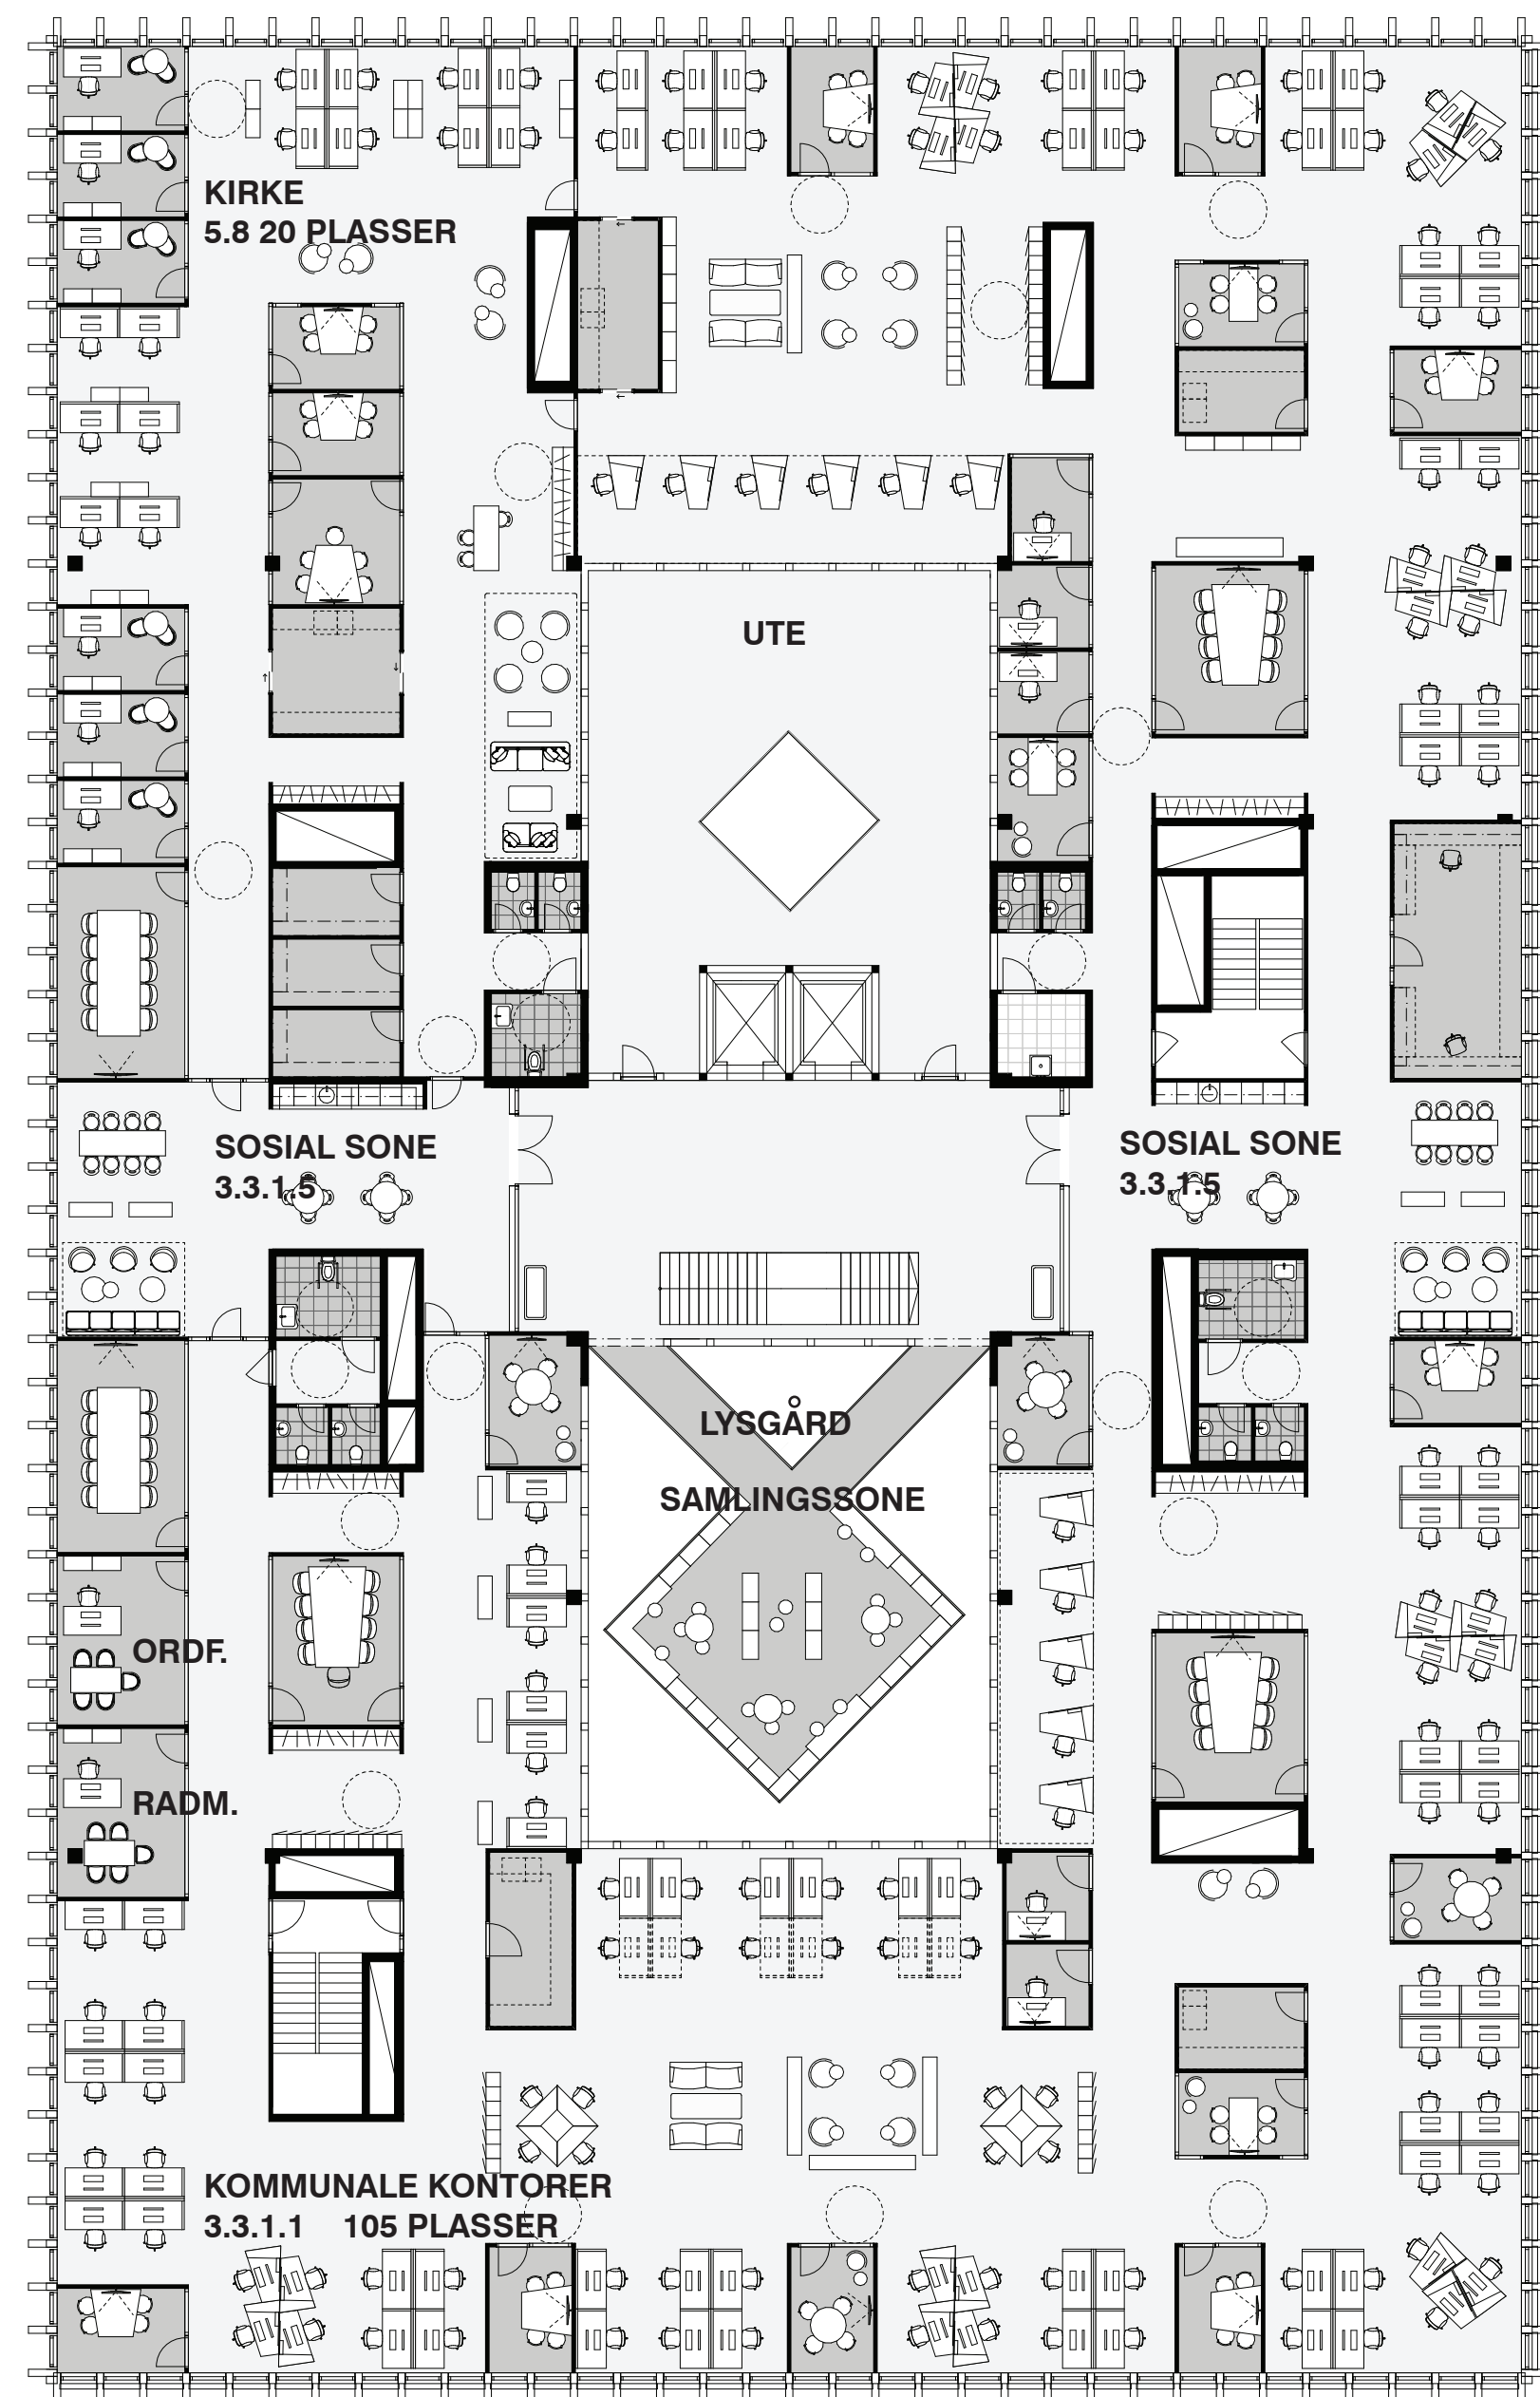 KIRKE
5.8 20 PLASSER
UTE
SOSIAL SONE
3.3.1.5
SOSIAL SONE
3.3.1.5
LYSGÅRD
SAMLINGSSONE
ORDF.
RADM.
KOMMUNALE KONTORER
3.3.1.1 105 PLASSER